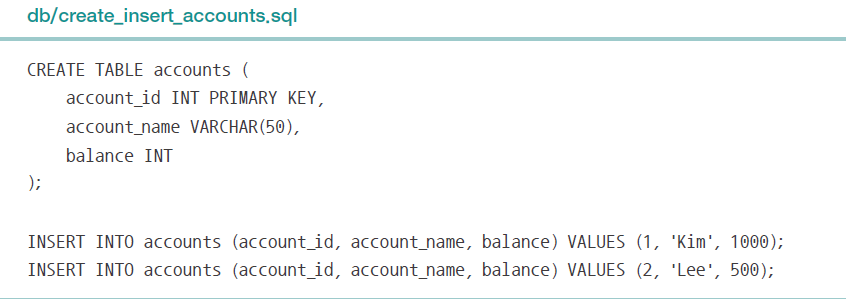 db/create_insert_accounts.sql
CREATE TABLE accounts (
    account_id INT PRIMARY KEY,
    account_name VARCHAR(50),
    balance INT
);
INSERT INTO accounts (account_id, account_name, balance) VALUES (1, 'Kim', 1000);
INSERT INTO accounts (account_id, account_name, balance) VALUES (2, 'Lee', 500);